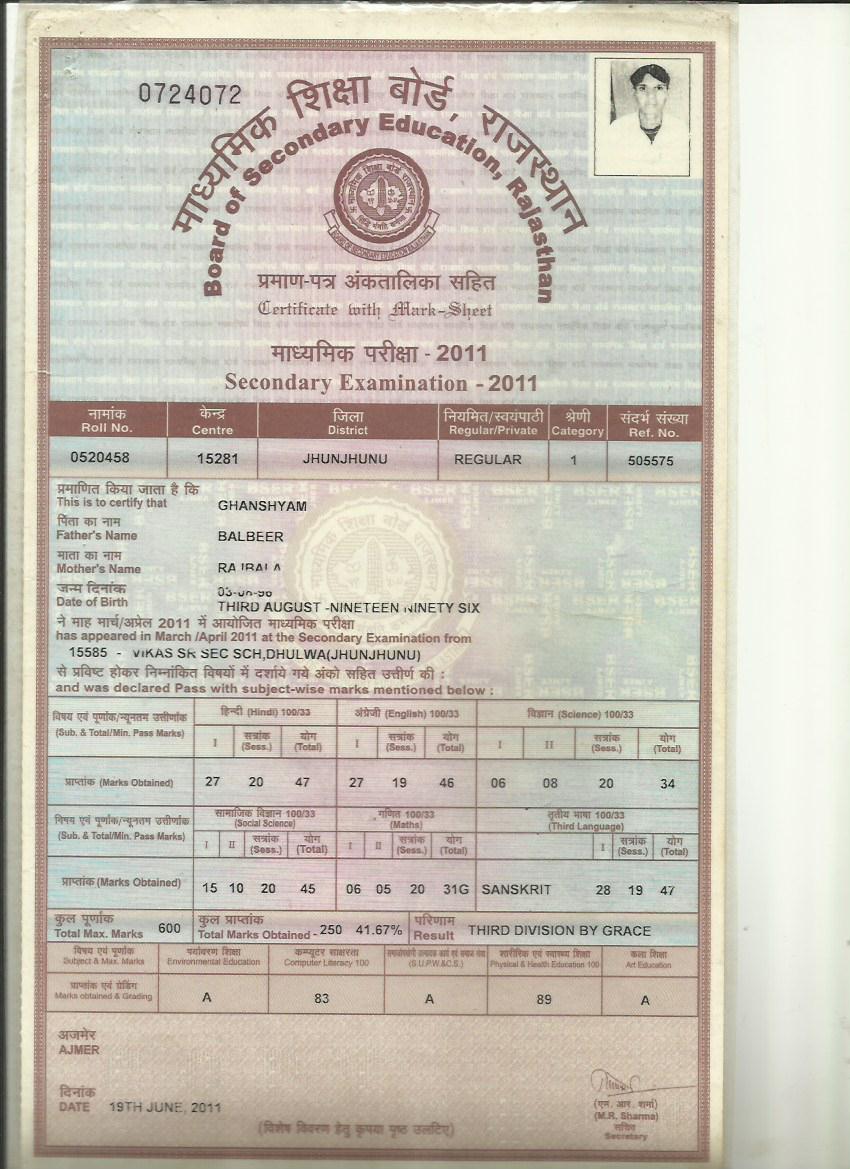 0724072
माध्यमिक शिक्षा बोर्ड, राजस्थान
Board of Secondary Education, Rajasthan
प्रमाण-पत्र अंकतालिका सहित
Certificate with Mark-Sheet
माध्यमिक परीक्षा - 2011
Secondary Examination - 2011
नामांक केन्द्र जिला नियमित/स्वयंपाठी श्रेणी संदर्भ संख्या
Roll No. Centre District Regular/Private Category Ref. No.
0520458 15281 JHUNJHUNU REGULAR 1 505575
प्रमाणित किया जाता है कि
This is to certify that GHANSHYAM
पिता का नाम
Father's Name BALBEER
माता का नाम
Mother's Name RAJBALA
जन्म दिनांक 03-08-96
Date of Birth THIRD AUGUST -NINETEEN NINETY SIX
ने माह मार्च/अप्रेल 2011 में आयोजित माध्यमिक परीक्षा
has appeared in March /April 2011 at the Secondary Examination from
15585 - VIKAS SR SEC SCH,DHULWA(JHUNJHUNU)
से प्रविष्ट होकर निम्नांकित विषयों में दर्शाये गये अंको सहित उत्तीर्ण की :
and was declared Pass with subject-wise marks mentioned below :
विषय एवं पूर्णांक/न्यूनतम उत्तीणांक हिन्दी (Hindi) 100/33 अंग्रेजी (English) 100/33 विज्ञान (Science) 100/33
(Sub. & Total/Min. Pass Marks) I सत्रांक (Sess.) योग (Total) I सत्रांक (Sess.) योग (Total) I II सत्रांक (Sess.) योग (Total)
प्राप्तांक (Marks Obtained) 27 20 47 27 19 46 06 08 20 34
विषय एवं पूर्णांक/न्यूनतम उत्तीणांक सामाजिक विज्ञान 100/33 गणित 100/33 तृतीय भाषा 100/33
(Sub. & Total/Min. Pass Marks) (Social Science) (Maths) (Third Language)
I II सत्रांक (Sess.) योग (Total) I II सत्रांक (Sess.) योग (Total) I सत्रांक (Sess.) योग (Total)
प्राप्तांक (Marks Obtained) 15 10 20 45 06 05 20 31G SANSKRIT 28 19 47
कुल पूर्णांक कुल प्राप्तांक परिणाम
Total Max. Marks 600 Total Marks Obtained - 250 41.67% Result THIRD DIVISION BY GRACE
विषय एवं पूर्णांक पर्यावरण शिक्षा कम्प्यूटर साक्षरता शारीरिक एवं स्वास्थ्य शिक्षा कला शिक्षा
Subject & Max. Marks Environmental Education Computer Literacy 100 (S.U.P.W.&C.S.) Physical & Health Education 100 Art Education
प्राप्तांक एवं ग्रेडिंग
Marks obtained & Grading A 83 A 89 A
अजमेर
AJMER
दिनांक
DATE 19TH JUNE, 2011
(एम. आर. शर्मा)
(M.R. Sharma)
सचिव
Secretary
(विशेष विवरण हेतु कृपया पृष्ठ उलटिए)